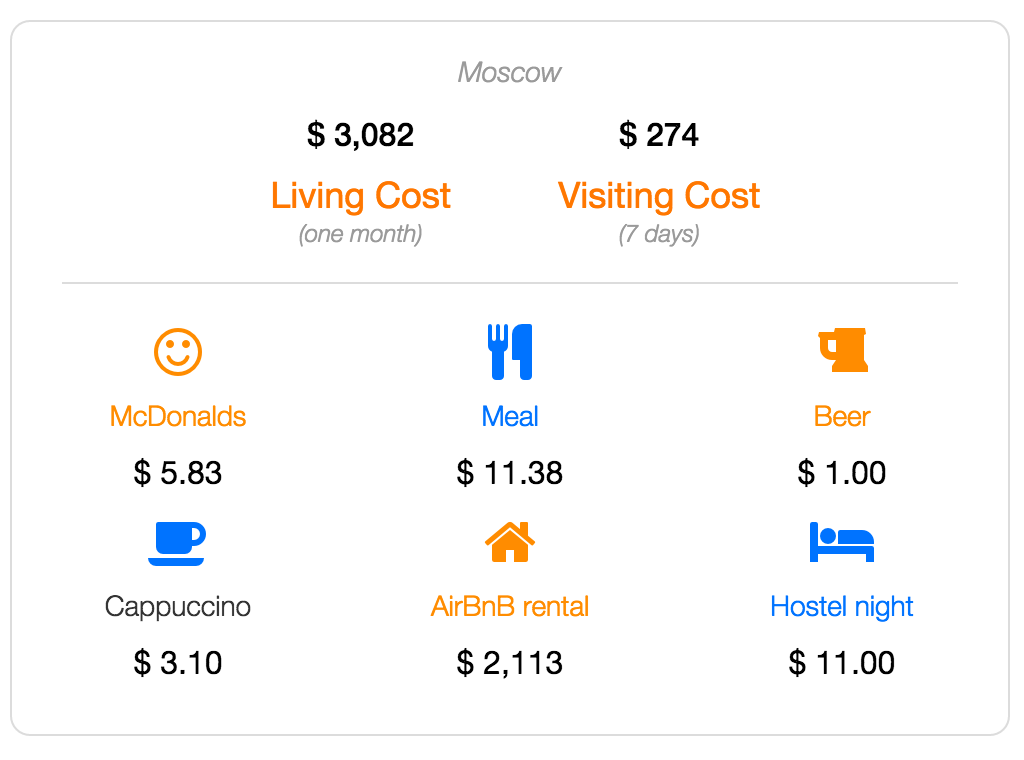 Moscow
$ 3,082 $ 274
Living Cost Visiting Cost
(one month) (7 days)
McDonalds Meal Beer
$ 5.83 $ 11.38 $ 1.00
Cappuccino AirBnB rental Hostel night
$ 3.10 $ 2,113 $ 11.00